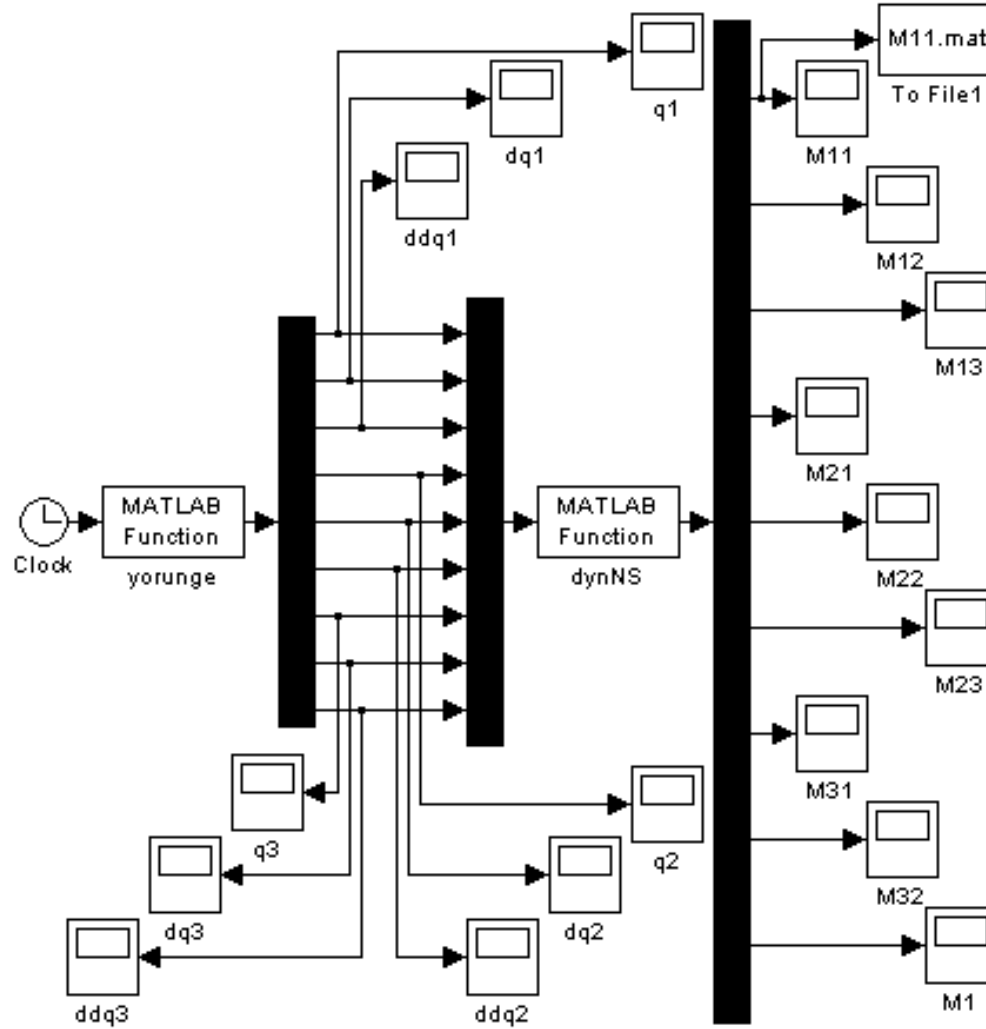 M11.mat
To File1
q1
dq1
M11
ddq1
M12
M13
M21
MATLAB
Function
yorunge
Clock
MATLAB
Function
dynNS
M22
M23
M31
q3
q2
M32
dq3
dq2
M1
ddq3
ddq2